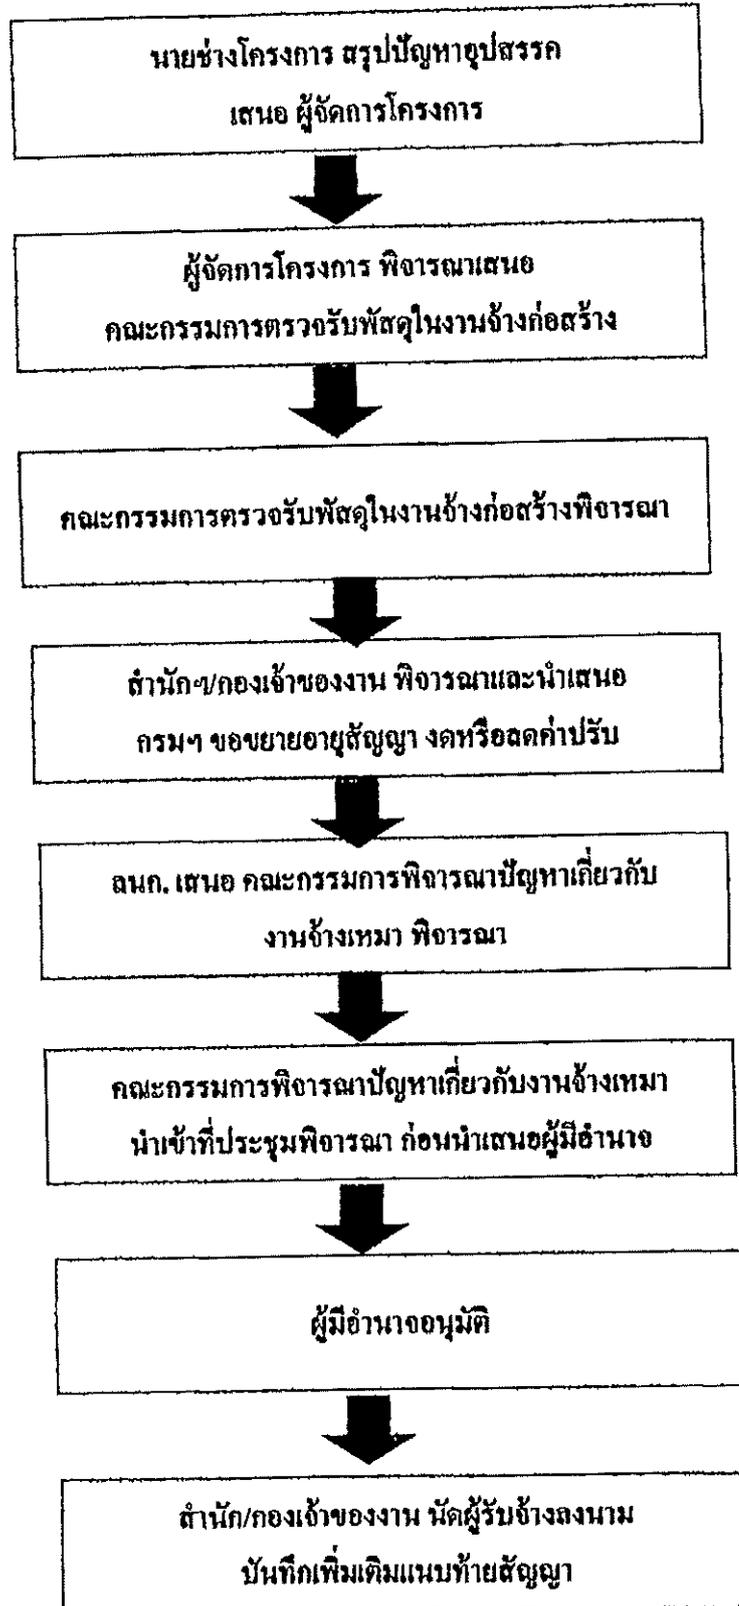 นายช่างโครงการ สรุปปัญหาอุปสรรค
เสนอ ผู้จัดการโครงการ
ผู้จัดการโครงการ พิจารณาเสนอ
คณะกรรมการตรวจรับพัสดุในงานจ้างก่อสร้าง
คณะกรรมการตรวจรับพัสดุในงานจ้างก่อสร้างพิจารณา
สำนักฯ/กองเจ้าของงาน พิจารณาและนำเสนอ
กรมฯ ขอขยายอายุสัญญา งดหรือลดค่าปรับ
ลนก. เสนอ คณะกรรมการพิจารณาปัญหาเกี่ยวกับ
งานจ้างเหมา พิจารณา
คณะกรรมการพิจารณาปัญหาเกี่ยวกับงานจ้างเหมา
นำเข้าที่ประชุมพิจารณา ก่อนนำเสนอผู้มีอำนาจ
ผู้มีอำนาจอนุมัติ
สำนัก/กองเจ้าของงาน นัดผู้รับจ้างลงนาม
บันทึกเพิ่มเติมแนบท้ายสัญญา